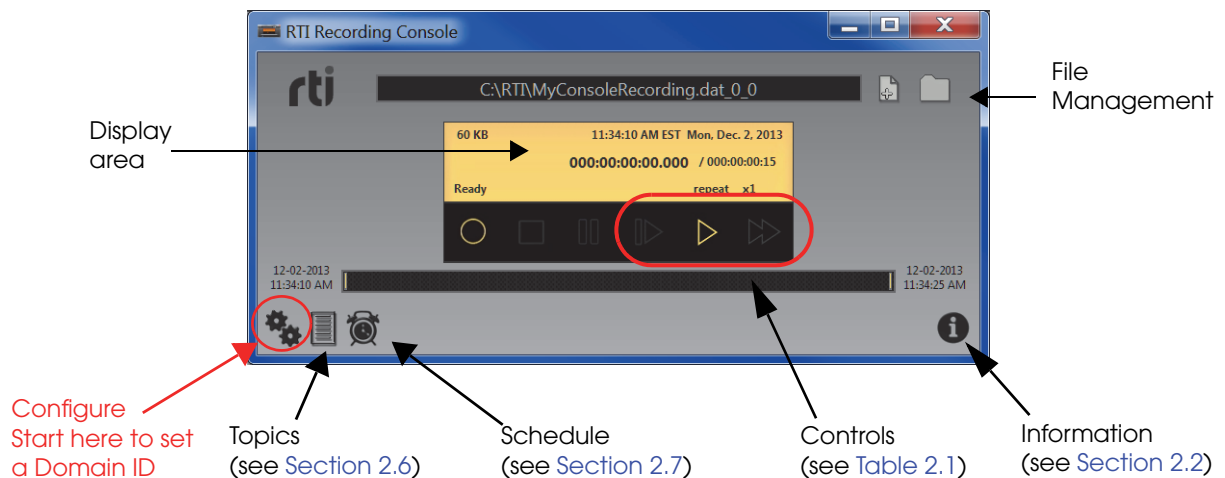 RTI Recording Console
rti
C:\RTI\MyConsoleRecording.dat_0_0
File
Management
Display
area
60 KB 11:34:10 AM EST Mon, Dec. 2, 2013
000:00:00:00.000 / 000:00:00:15
Ready repeat x1
12-02-2013
11:34:10 AM
12-02-2013
11:34:25 AM
Configure
Start here to set
a Domain ID
Topics
(see Section 2.6)
Schedule
(see Section 2.7)
Controls
(see Table 2.1)
Information
(see Section 2.2)